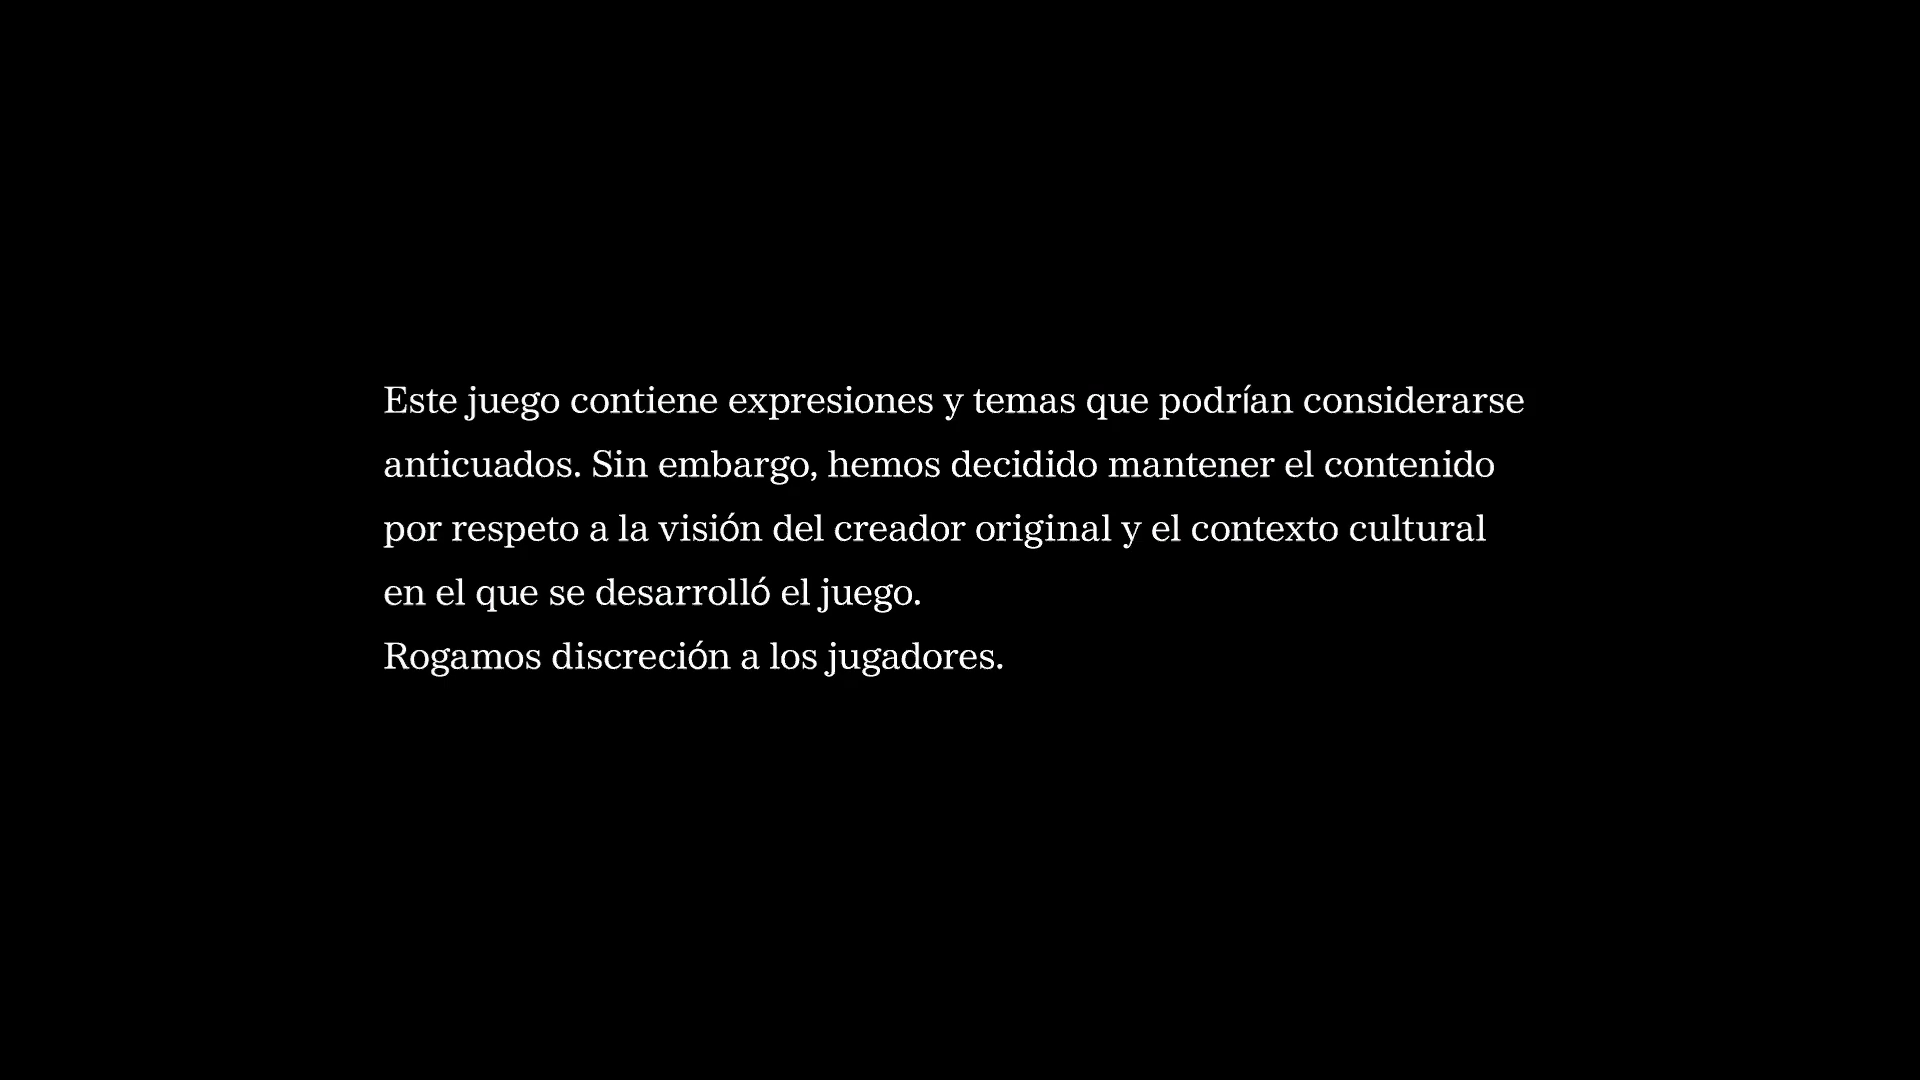 Este juego contiene expresiones y temas que podrían considerarse
anticuados. Sin embargo, hemos decidido mantener el contenido
por respeto a la visión del creador original y el contexto cultural
en el que se desarrolló el juego.
Rogamos discreción a los jugadores.